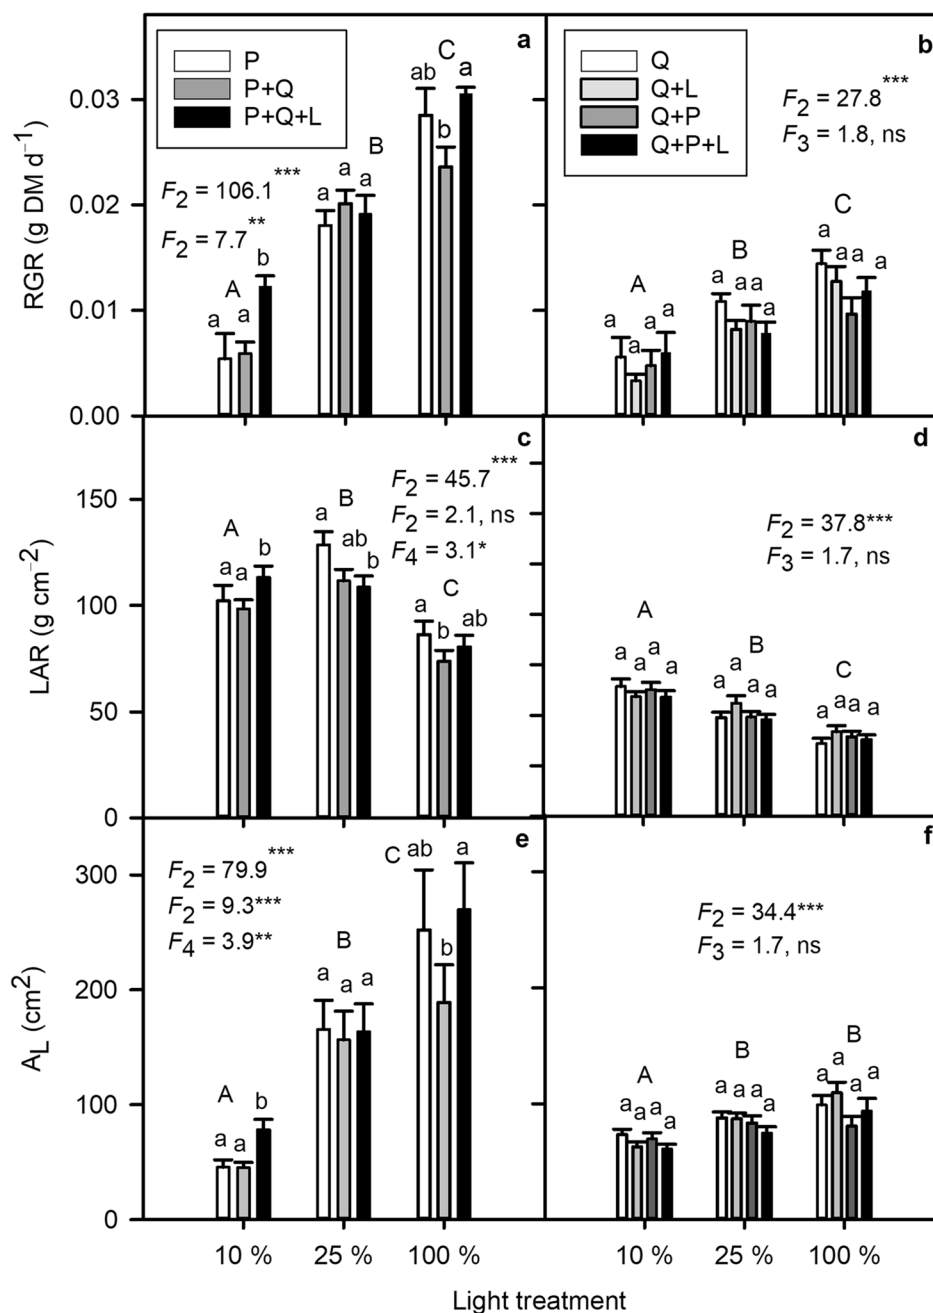 a
P
P+Q
P+Q+L
C
ab
a
b
B
a
a
a
F2 = 106.1***
F2 = 7.7**
A
b
a
a
RGR (g DM d−1)
0.03
0.02
0.01
0.00
b
Q
Q+L
Q+P
Q+P+L
F2 = 27.8***
F3 = 1.8, ns
C
a
a
a
a
B
a
a
a
a
A
a
a
a
a
c
F2 = 45.7***
F2 = 2.1, ns
F4 = 3.1*
B
a
ab
b
A
a
a
b
C
a
b
ab
LAR (g cm−2)
150
100
50
0
d
F2 = 37.8***
F3 = 1.7, ns
A
a
a
a
a
B
a
a
a
a
C
a
a
a
a
e
F2 = 79.9***
F2 = 9.3***
F4 = 3.9**
C
ab
a
b
B
a
a
a
A
a
a
b
AL (cm2)
300
200
100
0
f
F2 = 34.4***
F3 = 1.7, ns
A
a
a
a
a
B
a
a
a
a
B
a
a
a
a
10 %
25 %
100 %
10 %
25 %
100 %
Light treatment